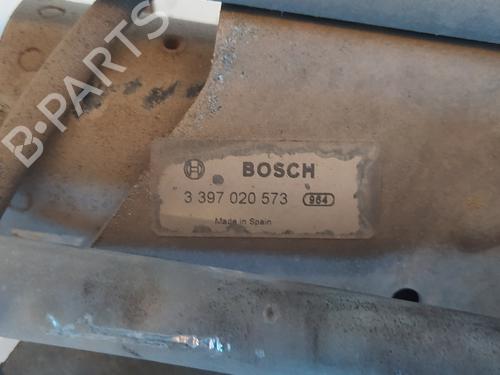 B-PARTS
BOSCH
3 397 020 573 984
Made in Spain